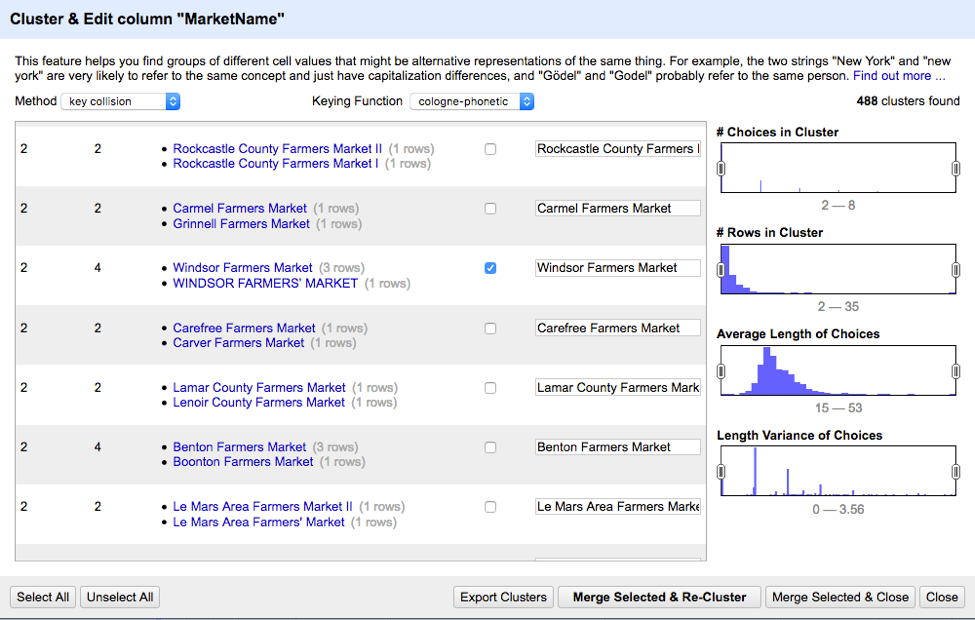 Cluster & Edit column "MarketName"
This feature helps you find groups of different cell values that might be alternative representations of the same thing. For example, the two strings "New York" and "new
york" are very likely to refer to the same concept and just have capitalization differences, and "Gödel" and "Godel" probably refer to the same person. Find out more ...
Method key collision Keying Function cologne-phonetic 488 clusters found
2 2 • Rockcastle County Farmers Market II (1 rows) Rockcastle County Farmers I
• Rockcastle County Farmers Market I (1 rows)
2 2 • Carmel Farmers Market (1 rows) Carmel Farmers Market
• Grinnell Farmers Market (1 rows)
2 4 • Windsor Farmers Market (3 rows) Windsor Farmers Market
• WINDSOR FARMERS' MARKET (1 rows)
2 2 • Carefree Farmers Market (1 rows) Carefree Farmers Market
• Carver Farmers Market (1 rows)
2 2 • Lamar County Farmers Market (1 rows) Lamar County Farmers Mark
• Lenoir County Farmers Market (1 rows)
2 4 • Benton Farmers Market (3 rows) Benton Farmers Market
• Boonton Farmers Market (1 rows)
2 2 • Le Mars Area Farmers Market II (1 rows) Le Mars Area Farmers Marke
• Le Mars Area Farmers' Market (1 rows)
# Choices in Cluster
2 — 8
# Rows in Cluster
2 — 35
Average Length of Choices
15 — 53
Length Variance of Choices
0 — 3.56
Select All Unselect All Export Clusters Merge Selected & Re-Cluster Merge Selected & Close Close